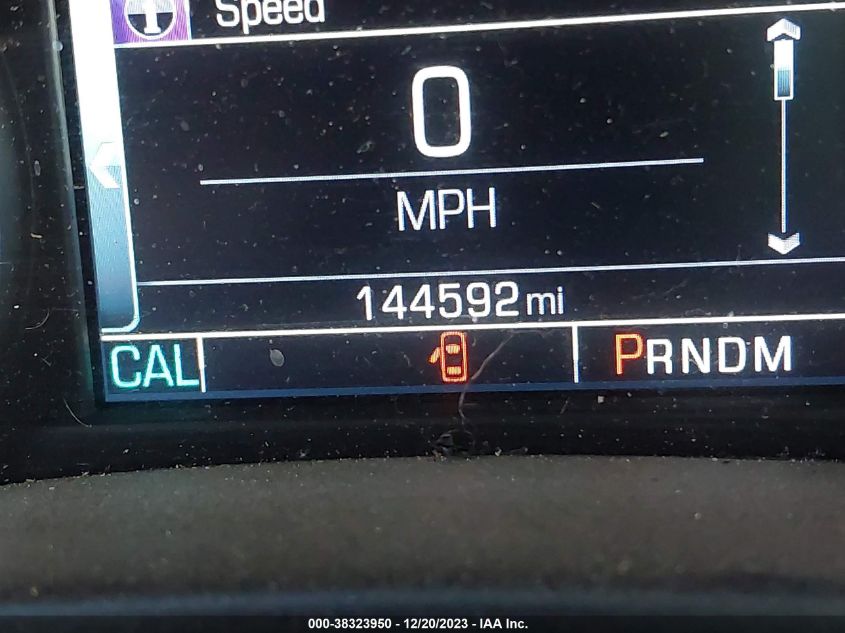 Speed
0
MPH
144592 mi
CAL PRNDM
000-38323950 - 12/20/2023 - IAA Inc.